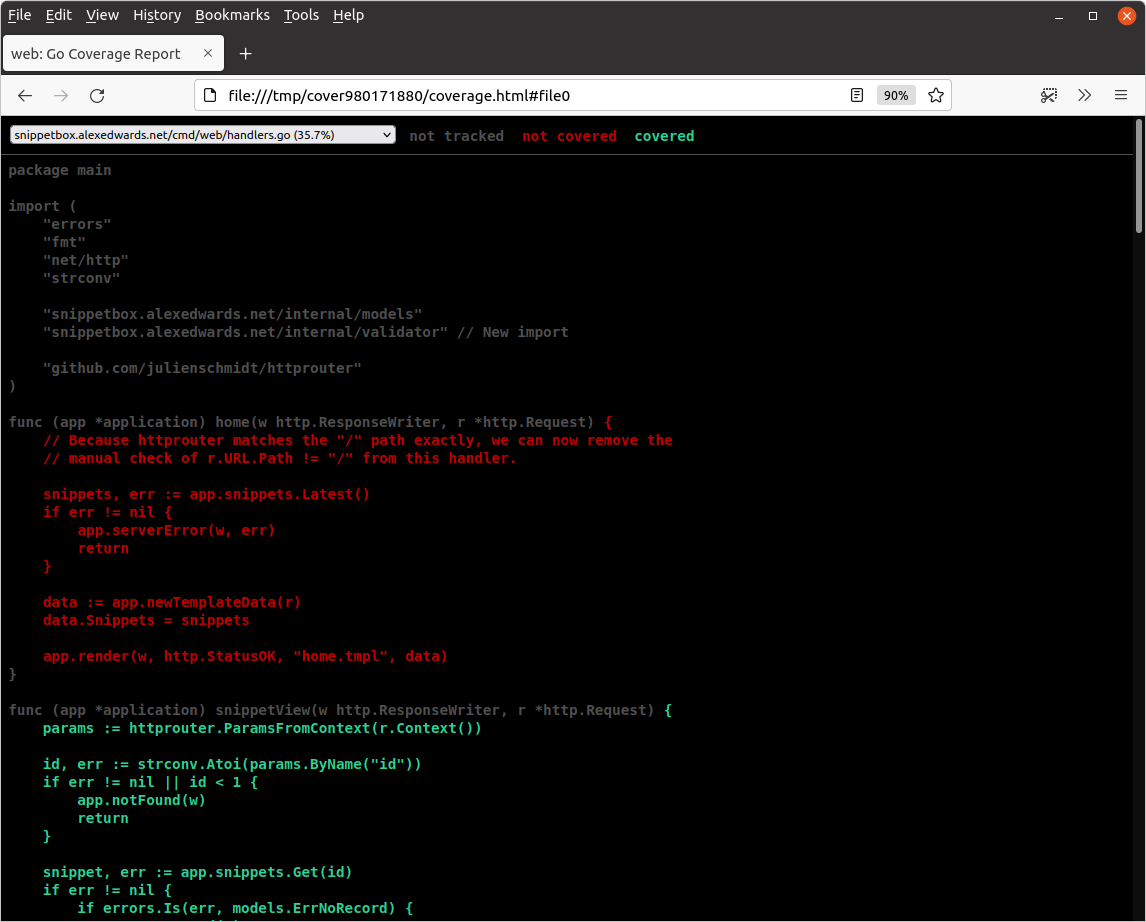 File Edit View History Bookmarks Tools Help
web: Go Coverage Report
file:///tmp/cover980171880/coverage.html#file0 90%
snippetbox.alexedwards.net/cmd/web/handlers.go (35.7%) not tracked not covered covered
package main
import (
"errors"
"fmt"
"net/http"
"strconv"
"snippetbox.alexedwards.net/internal/models"
"snippetbox.alexedwards.net/internal/validator" // New import
"github.com/julienschmidt/httprouter"
)
func (app *application) home(w http.ResponseWriter, r *http.Request) {
// Because httprouter matches the "/" path exactly, we can now remove the
// manual check of r.URL.Path != "/" from this handler.
snippets, err := app.snippets.Latest()
if err != nil {
app.serverError(w, err)
return
}
data := app.newTemplateData(r)
data.Snippets = snippets
app.render(w, http.StatusOK, "home.tmpl", data)
}
func (app *application) snippetView(w http.ResponseWriter, r *http.Request) {
params := httprouter.ParamsFromContext(r.Context())
id, err := strconv.Atoi(params.ByName("id"))
if err != nil || id < 1 {
app.notFound(w)
return
}
snippet, err := app.snippets.Get(id)
if err != nil {
if errors.Is(err, models.ErrNoRecord) {